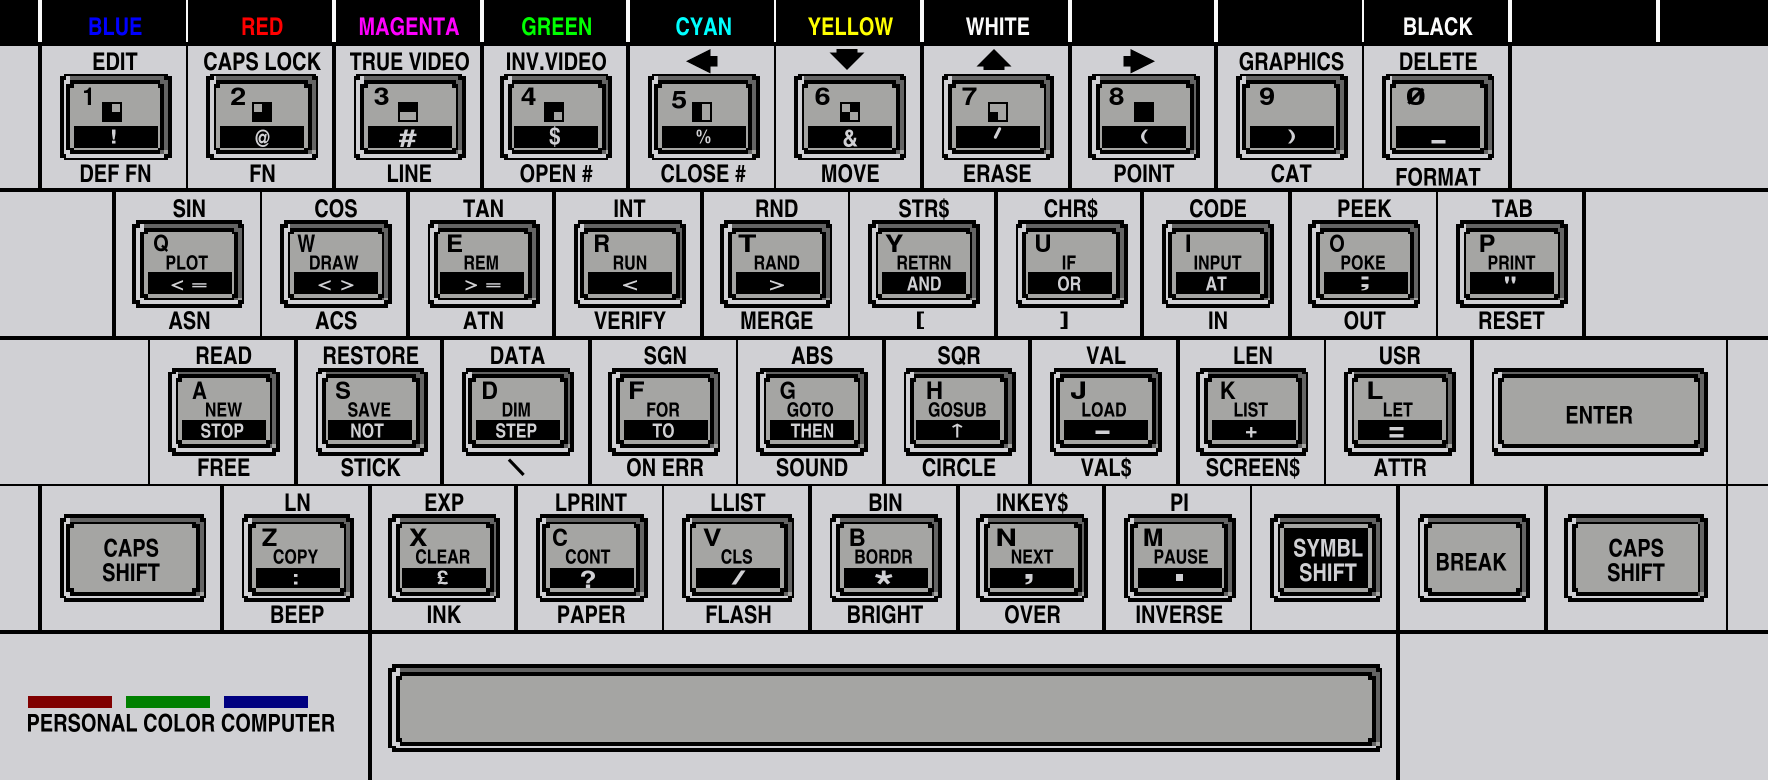 BLUE RED MAGENTA GREEN CYAN YELLOW WHITE BLACK
EDIT CAPS LOCK TRUE VIDEO INV.VIDEO GRAPHICS DELETE
1 2 3 4 5 6 7 8 9 0
! @ # $ % & ' ( ) _
DEF FN FN LINE OPEN # CLOSE # MOVE ERASE POINT CAT FORMAT
SIN COS TAN INT RND STR$ CHR$ CODE PEEK TAB
Q W E R T Y U I O P
PLOT DRAW REM RUN RAND RETRN IF INPUT POKE PRINT
< = < > > = < > AND OR AT ; "
ASN ACS ATN VERIFY MERGE [ ] IN OUT RESET
READ RESTORE DATA SGN ABS SQR VAL LEN USR
A S D F G H J K L
NEW SAVE DIM FOR GOTO GOSUB LOAD LIST LET ENTER
STOP NOT STEP TO THEN ↑ − + =
FREE STICK \ ON ERR SOUND CIRCLE VAL$ SCREEN$ ATTR
LN EXP LPRINT LLIST BIN INKEY$ PI
Z X C V B N M
CAPS SHIFT COPY CLEAR CONT CLS BORDR NEXT PAUSE SYMBL SHIFT BREAK CAPS SHIFT
: £ ? / * , .
BEEP INK PAPER FLASH BRIGHT OVER INVERSE
PERSONAL COLOR COMPUTER